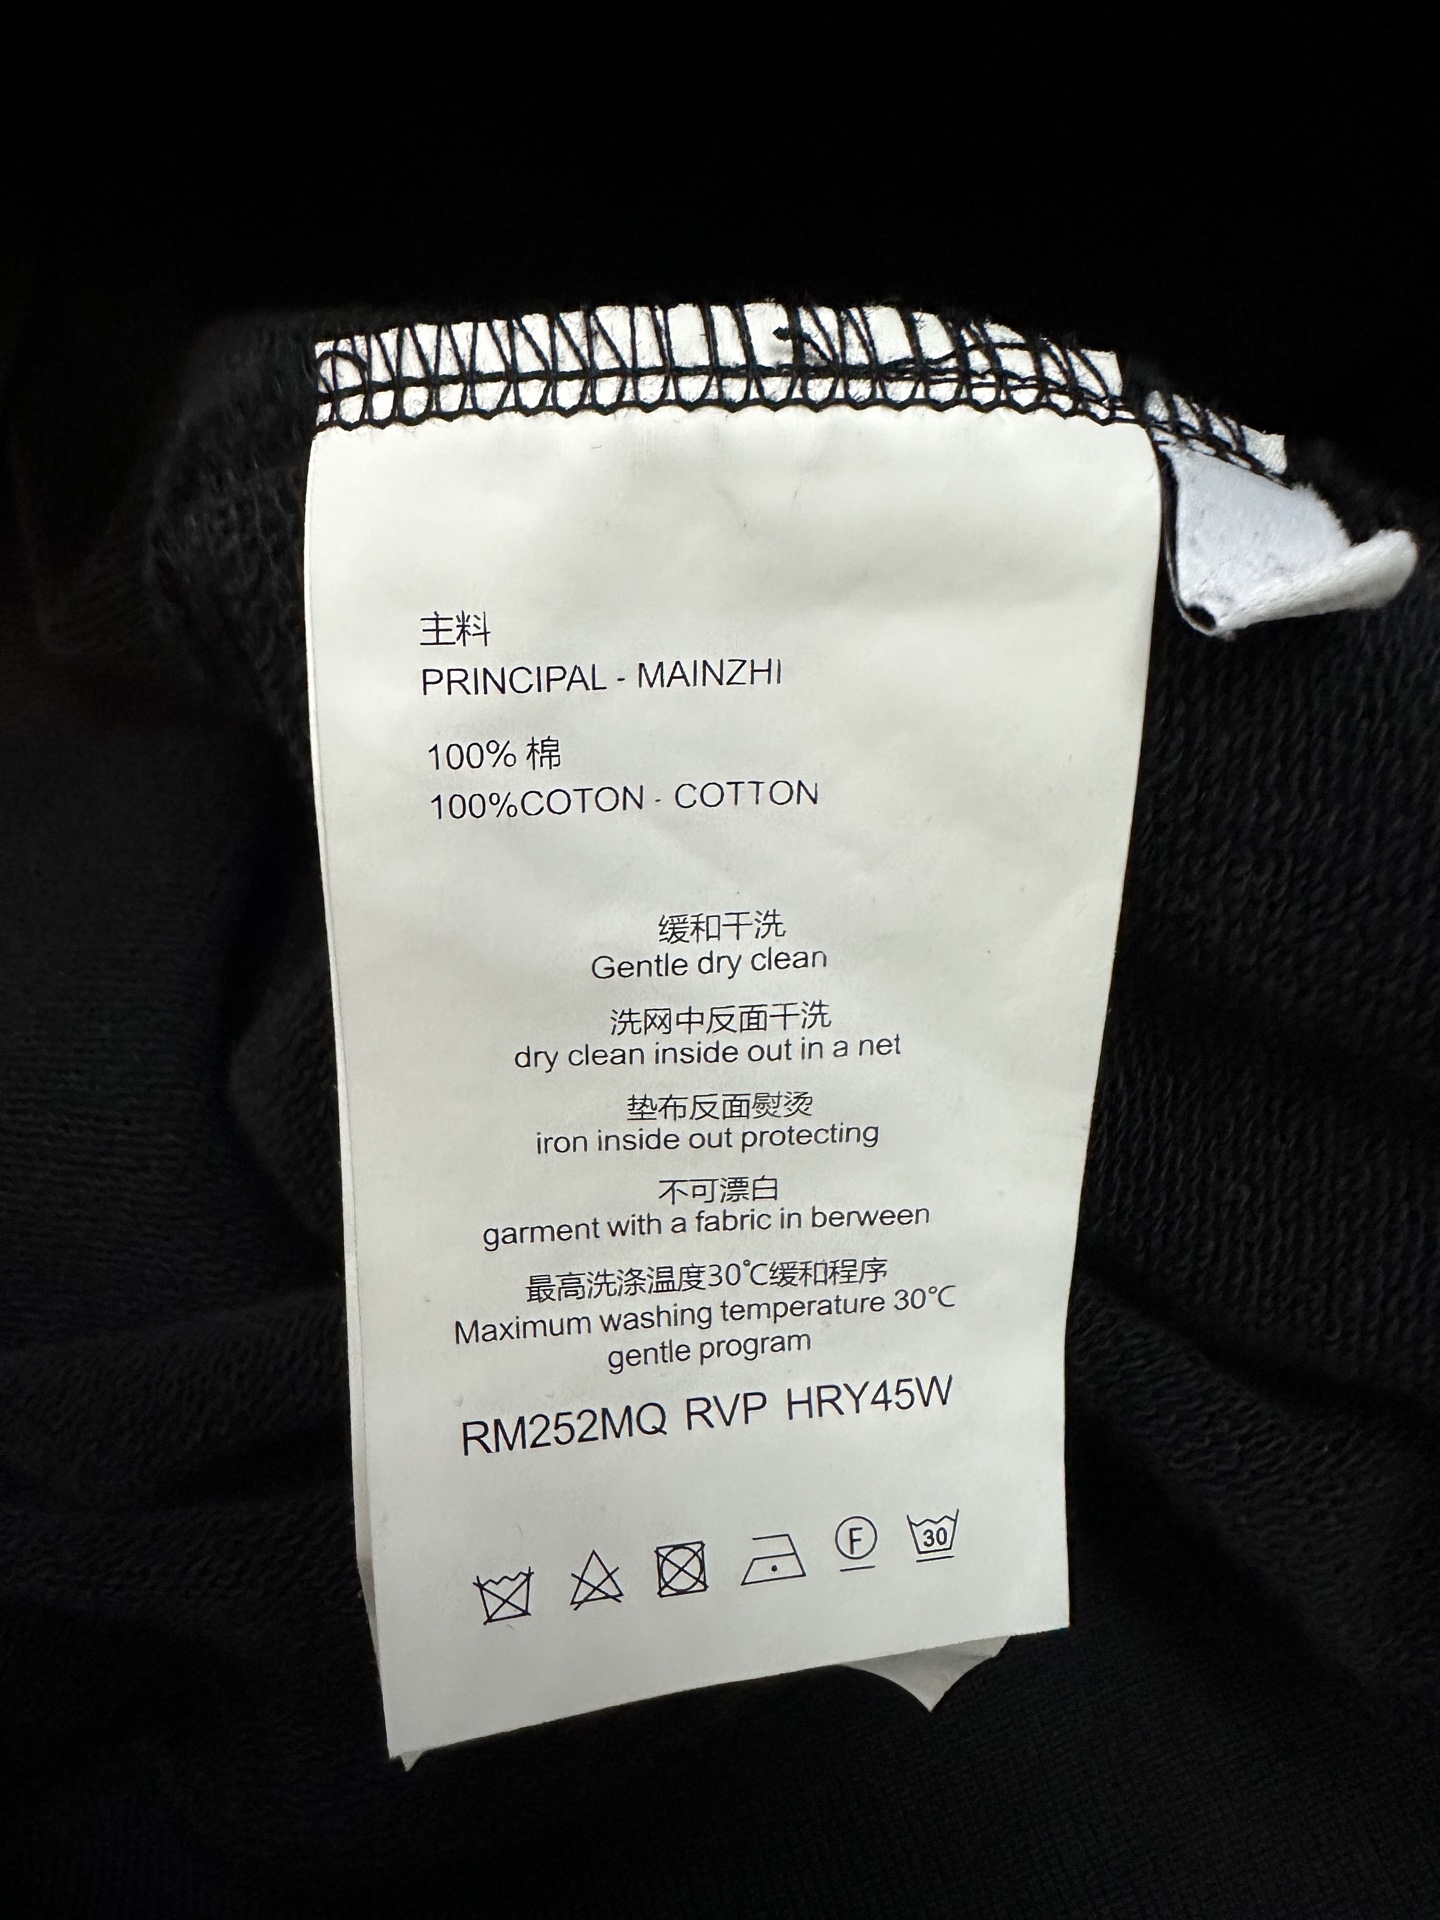 主料
PRINCIPAL - MAINZHI
100% 棉
100%COTON - COTTON
缓和干洗
Gentle dry clean
洗网中反面干洗
dry clean inside out in a net
垫布反面熨烫
iron inside out protecting
不可漂白
garment with a fabric in berween
最高洗涤温度30℃缓和程序
Maximum washing temperature 30℃
gentle program
RM252MQ RVP HRY45W
F 30